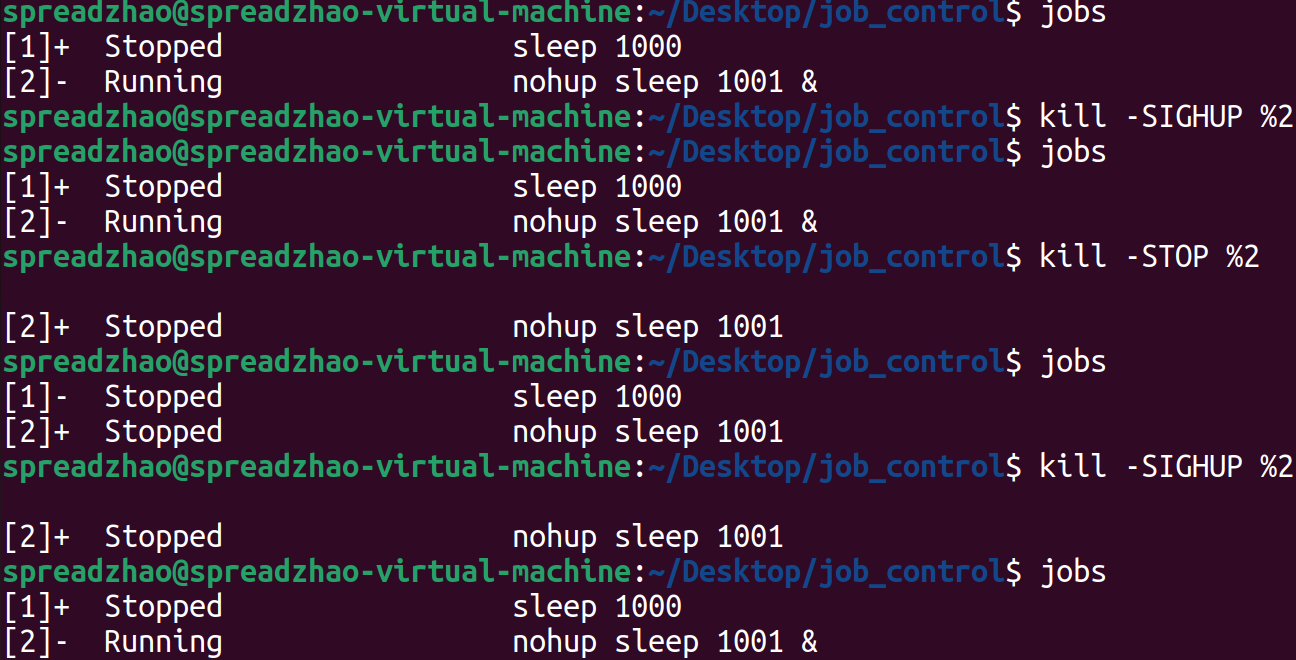 spreadzhao@spreadzhao-virtual-machine:~/Desktop/job_control$ jobs
[1]+  Stopped                 sleep 1000
[2]-  Running                 nohup sleep 1001 &
spreadzhao@spreadzhao-virtual-machine:~/Desktop/job_control$ kill -SIGHUP %2
spreadzhao@spreadzhao-virtual-machine:~/Desktop/job_control$ jobs
[1]+  Stopped                 sleep 1000
[2]-  Running                 nohup sleep 1001 &
spreadzhao@spreadzhao-virtual-machine:~/Desktop/job_control$ kill -STOP %2
[2]+  Stopped                 nohup sleep 1001
spreadzhao@spreadzhao-virtual-machine:~/Desktop/job_control$ jobs
[1]-  Stopped                 sleep 1000
[2]+  Stopped                 nohup sleep 1001
spreadzhao@spreadzhao-virtual-machine:~/Desktop/job_control$ kill -SIGHUP %2
[2]+  Stopped                 nohup sleep 1001
spreadzhao@spreadzhao-virtual-machine:~/Desktop/job_control$ jobs
[1]+  Stopped                 sleep 1000
[2]-  Running                 nohup sleep 1001 &